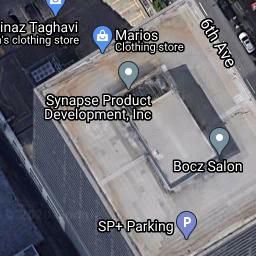 inaz Taghavi
n's clothing store
Marios
Clothing store
6th Ave
Synapse Product
Development, Inc
Bocz Salon
SP+ Parking
P